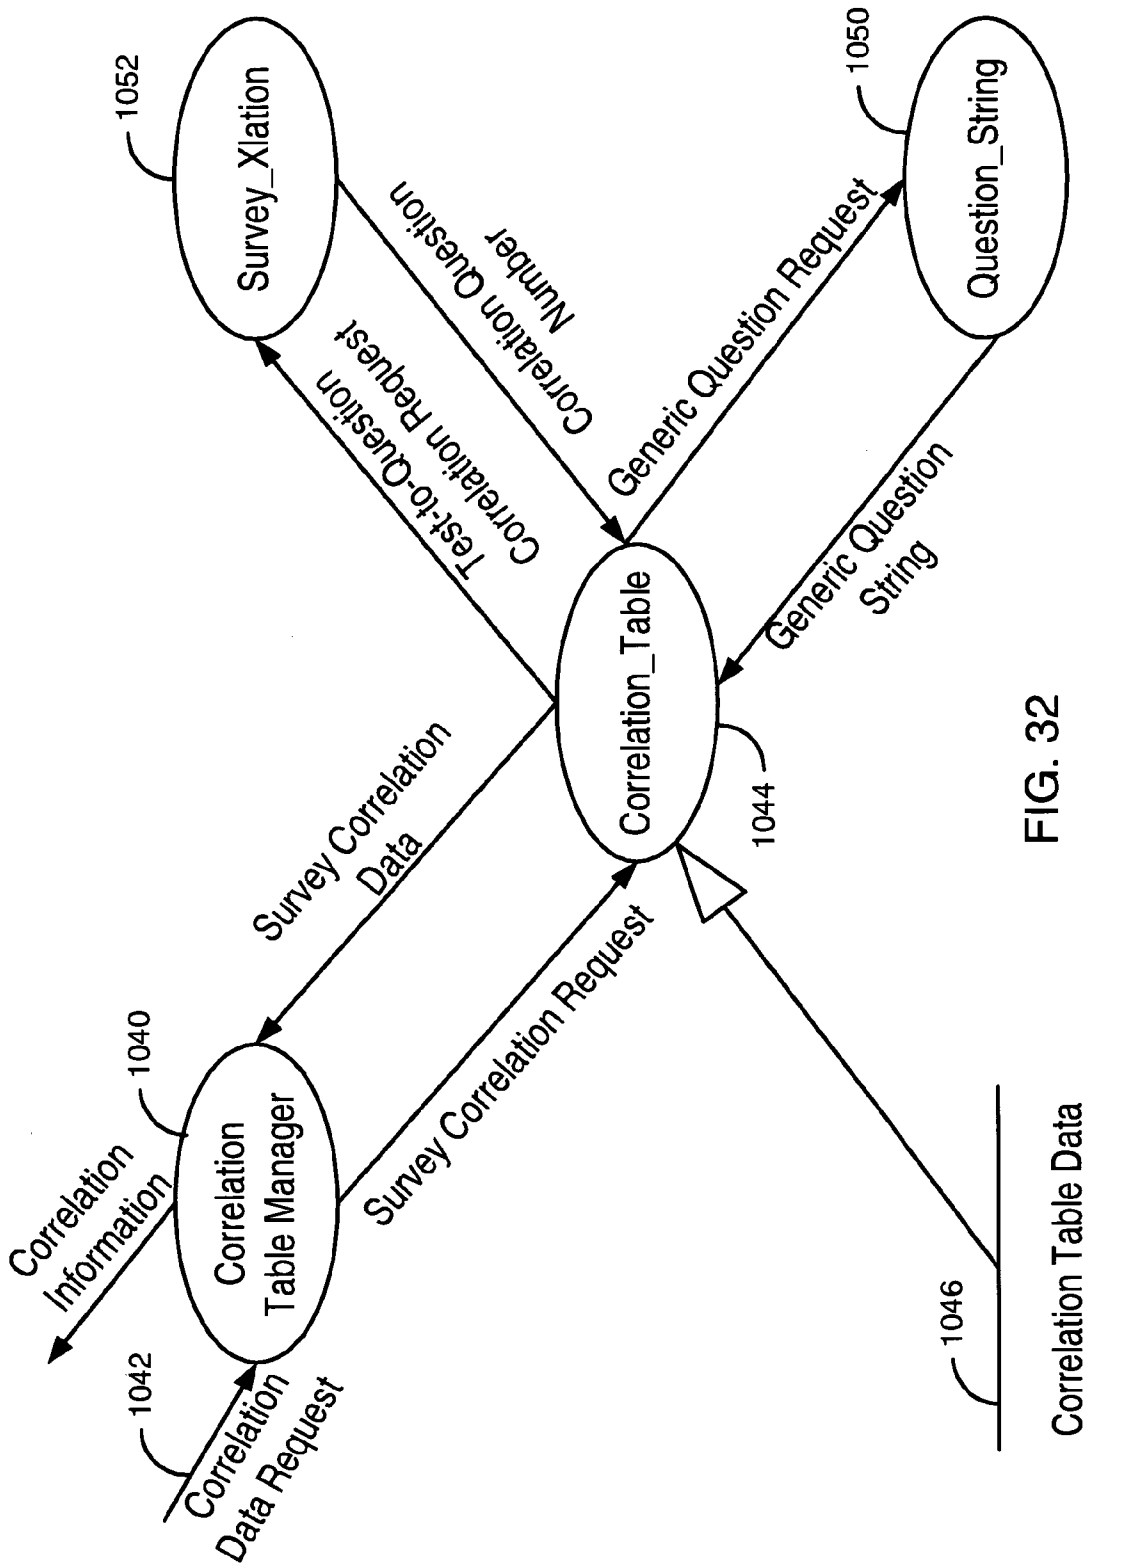 Correlation
Information
1040
1042
Correlation
Data Request
Correlation
Table Manager
Survey Correlation
Data
Survey Correlation Request
Test-to-Question
Correlation Request
1052
Survey_Xlation
Correlation Question
Number
Correlation_Table
1044
Generic Question Request
1050
Question_String
Generic Question
String
1046
Correlation Table Data
FIG. 32